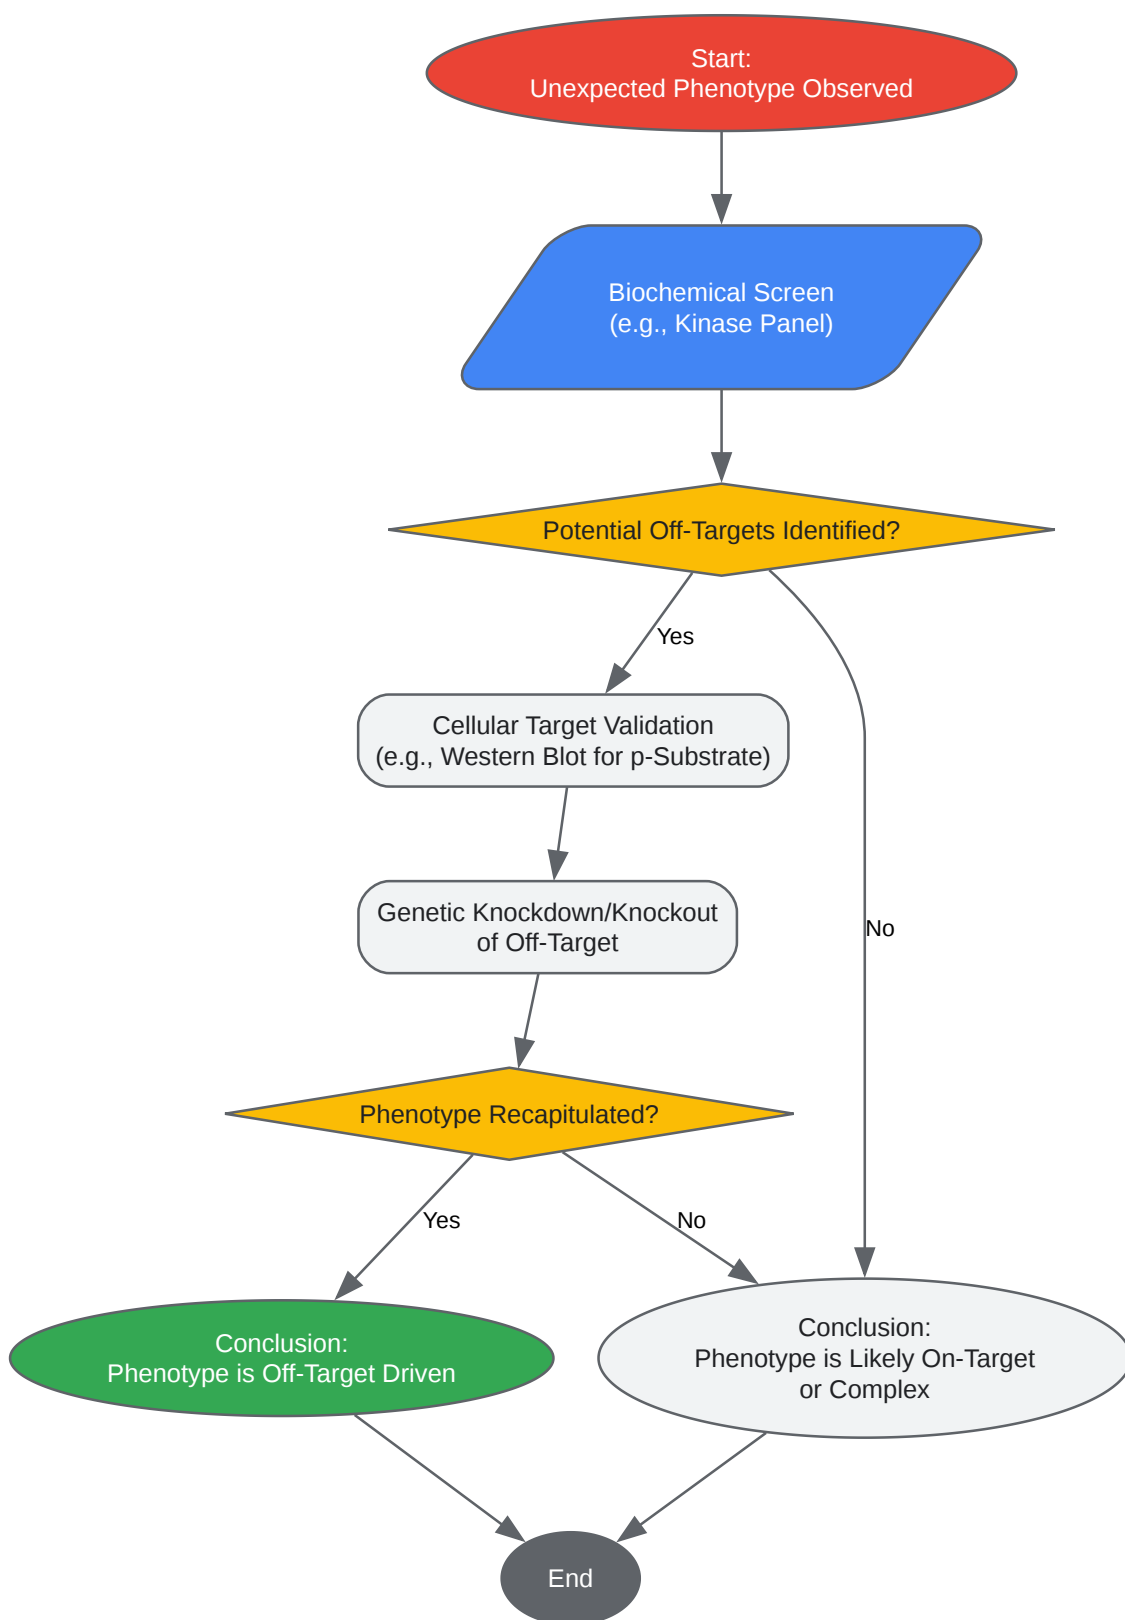 Start:
Unexpected Phenotype Observed
Biochemical Screen
(e.g., Kinase Panel)
Potential Off-Targets Identified?
Yes
Cellular Target Validation
(e.g., Western Blot for p-Substrate)
Genetic Knockdown/Knockout
of Off-Target
No
Phenotype Recapitulated?
Yes
No
Conclusion:
Phenotype is Off-Target Driven
Conclusion:
Phenotype is Likely On-Target
or Complex
End